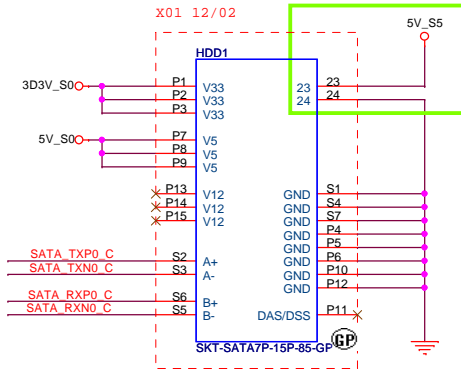 X01 12/02
5V_S5
HDD1
3D3V_S0 P1 V33 23 23
P2 V33 24 24
P3 V33
5V_S0 P7 V5
P8 V5
P9 V5
P13 V12 GND S1
P14 V12 GND S4
P15 V12 GND S7
GND P4
GND P5
SATA_TXP0_C S2 A+ GND P6
SATA_TXN0_C S3 A- GND P10
GND P12
SATA_RXP0_C S6 B+
SATA_RXN0_C S5 B- DAS/DSS P11
SKT-SATA7P-15P-85-GP GP